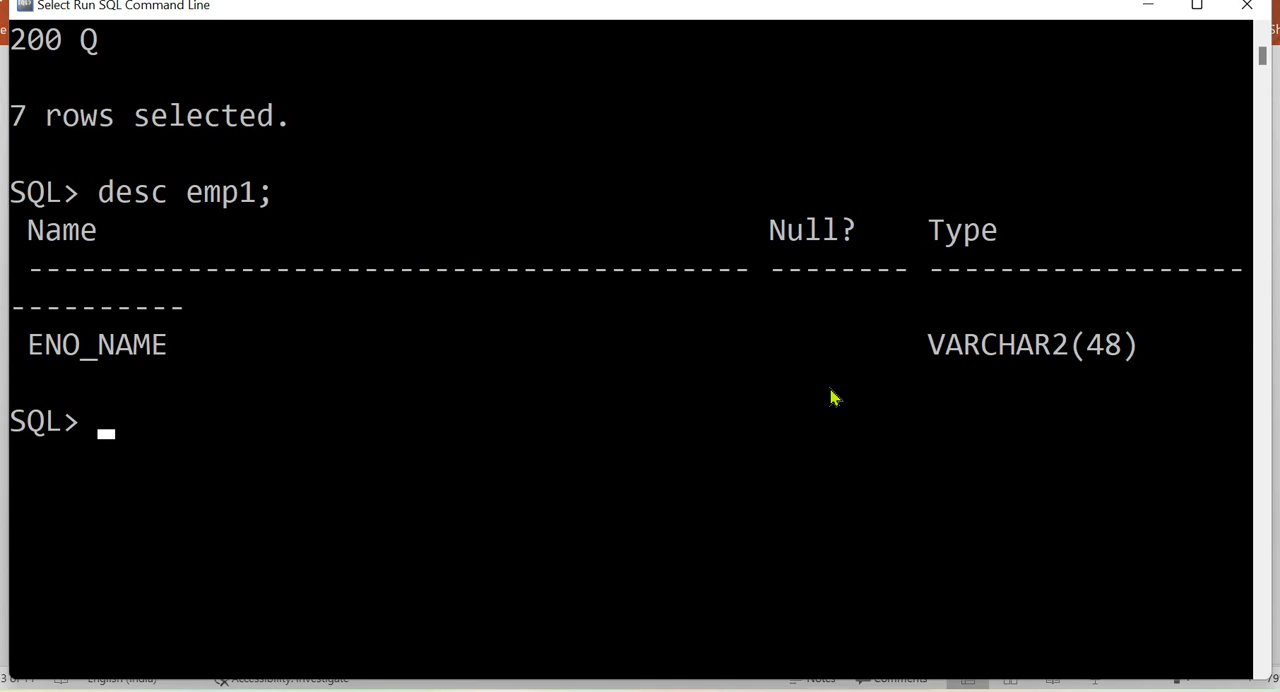 Select Run SQL Command Line
200 Q
7 rows selected.
SQL> desc emp1;
Name Null? Type
----------------------------------------- -------- ------------------
----------
ENO_NAME VARCHAR2(48)
SQL>
English (India) Accessibility: Investigate Notes Comments